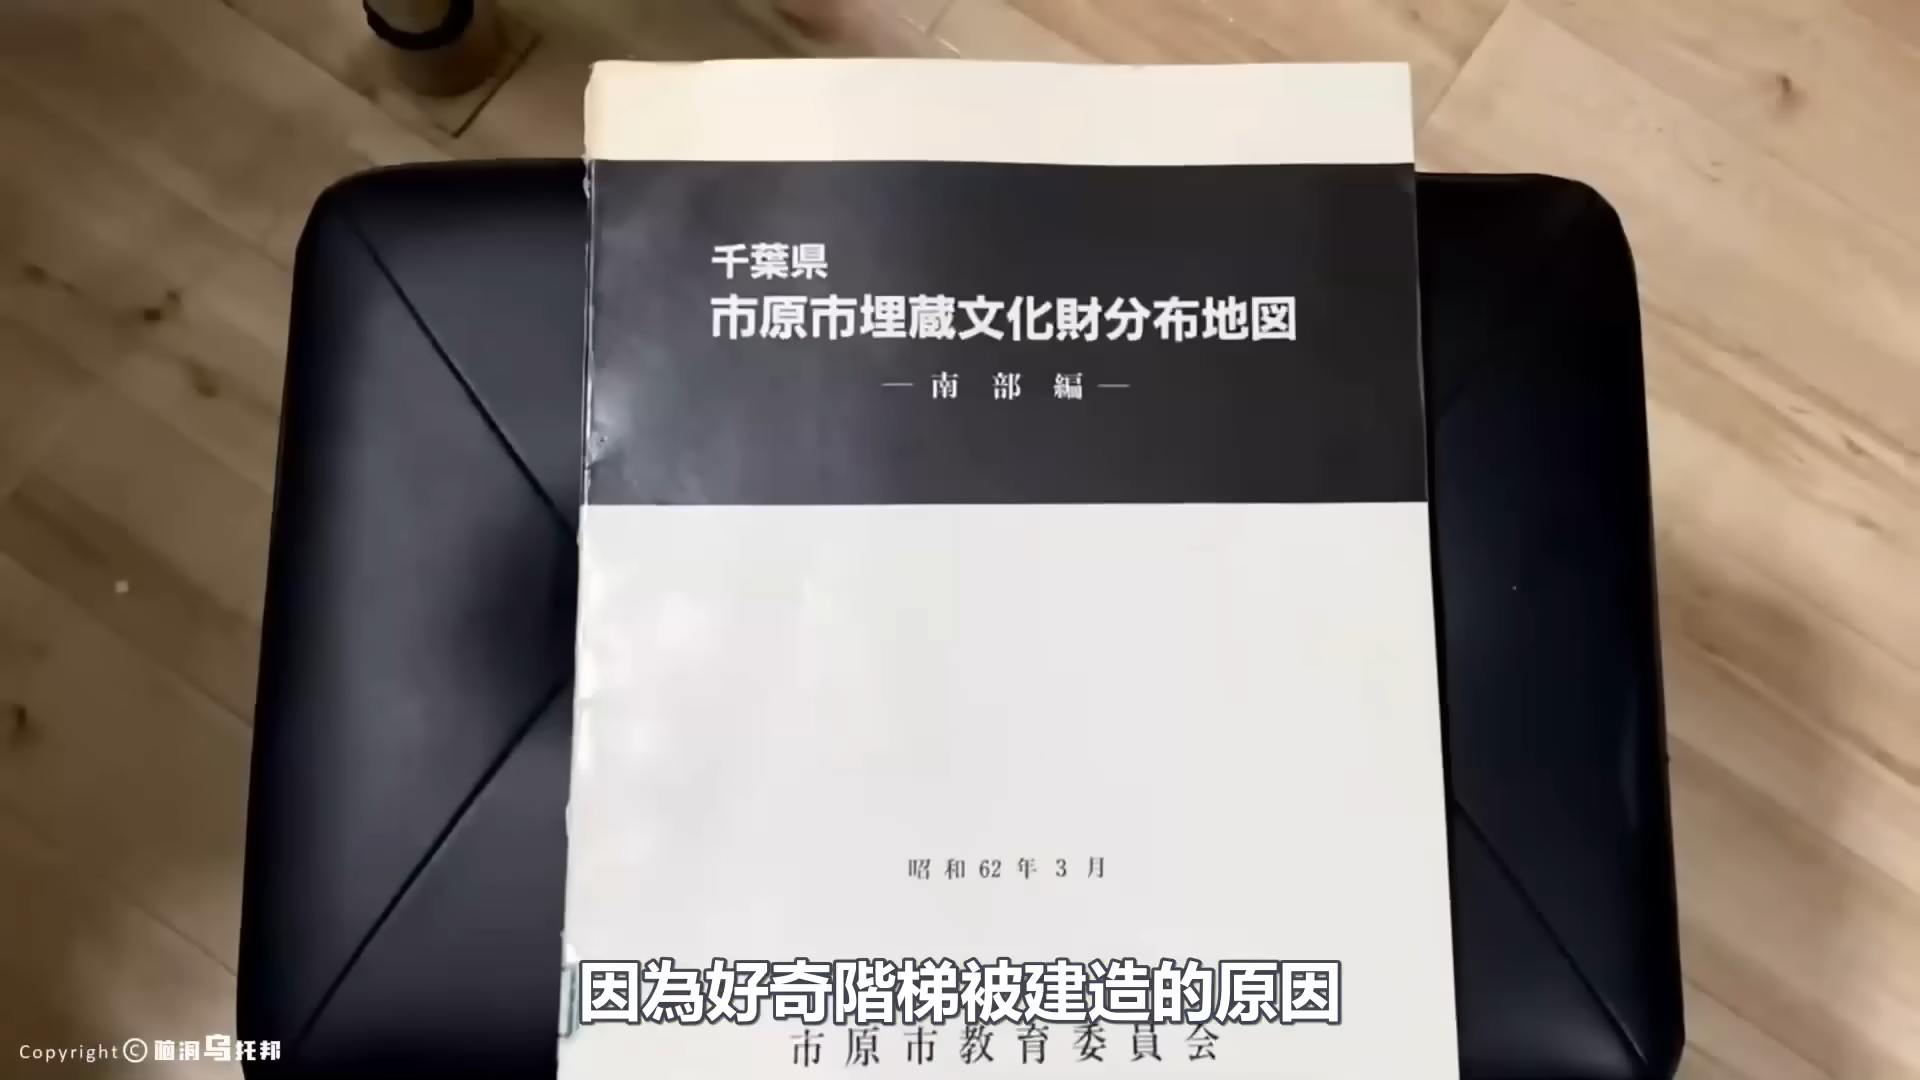 千葉県
市原市埋蔵文化財分布地図
—南部編—
昭和62年3月
因為好奇階梯被建造的原因
市原市教育委員会
Copyright © 脑洞乌托邦